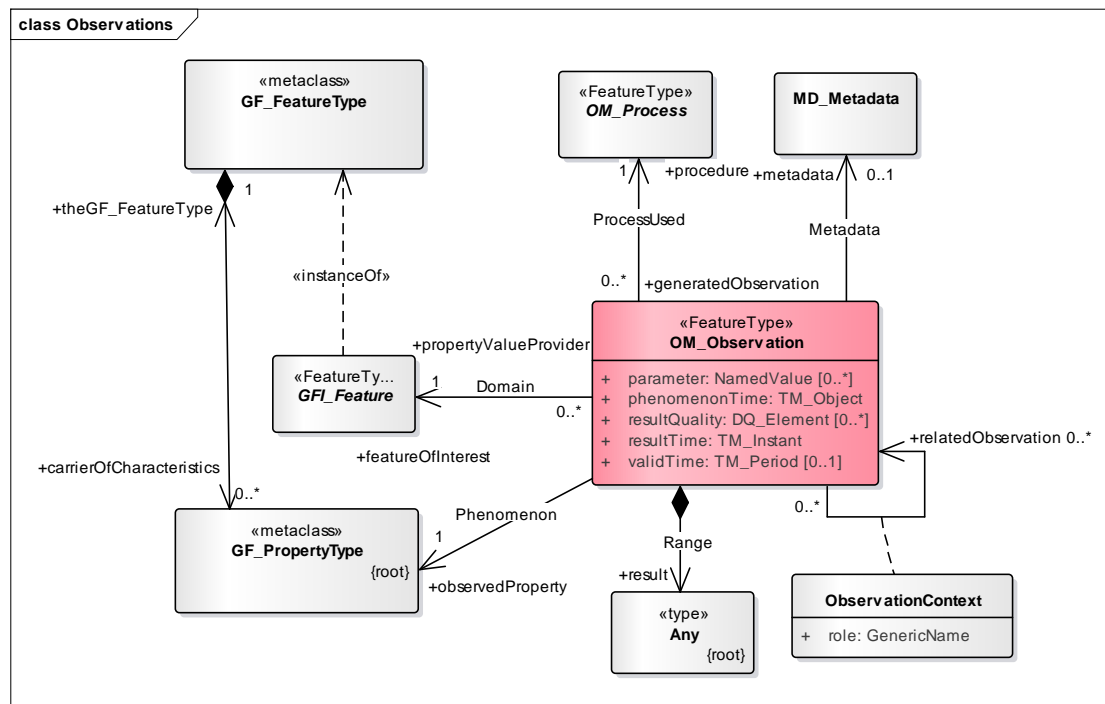 class Observations
«metaclass»
GF_FeatureType
«FeatureType»
OM_Process
MD_Metadata
1
+theGF_FeatureType
1
+procedure
+metadata
0..1
ProcessUsed
Metadata
«instanceOf»
0..*
+generatedObservation
«FeatureType»
OM_Observation
+ parameter: NamedValue [0..*]
+ phenomenonTime: TM_Object
+ resultQuality: DQ_Element [0..*]
+ resultTime: TM_Instant
+ validTime: TM_Period [0..1]
+propertyValueProvider
«FeatureTy...
GFI_Feature
1
Domain
0..*
+featureOfInterest
+relatedObservation 0..*
0..*
+carrierOfCharacteristics
0..*
Phenomenon
1
+observedProperty
«metaclass»
GF_PropertyType
{root}
Range
+result
«type»
Any
{root}
ObservationContext
+ role: GenericName